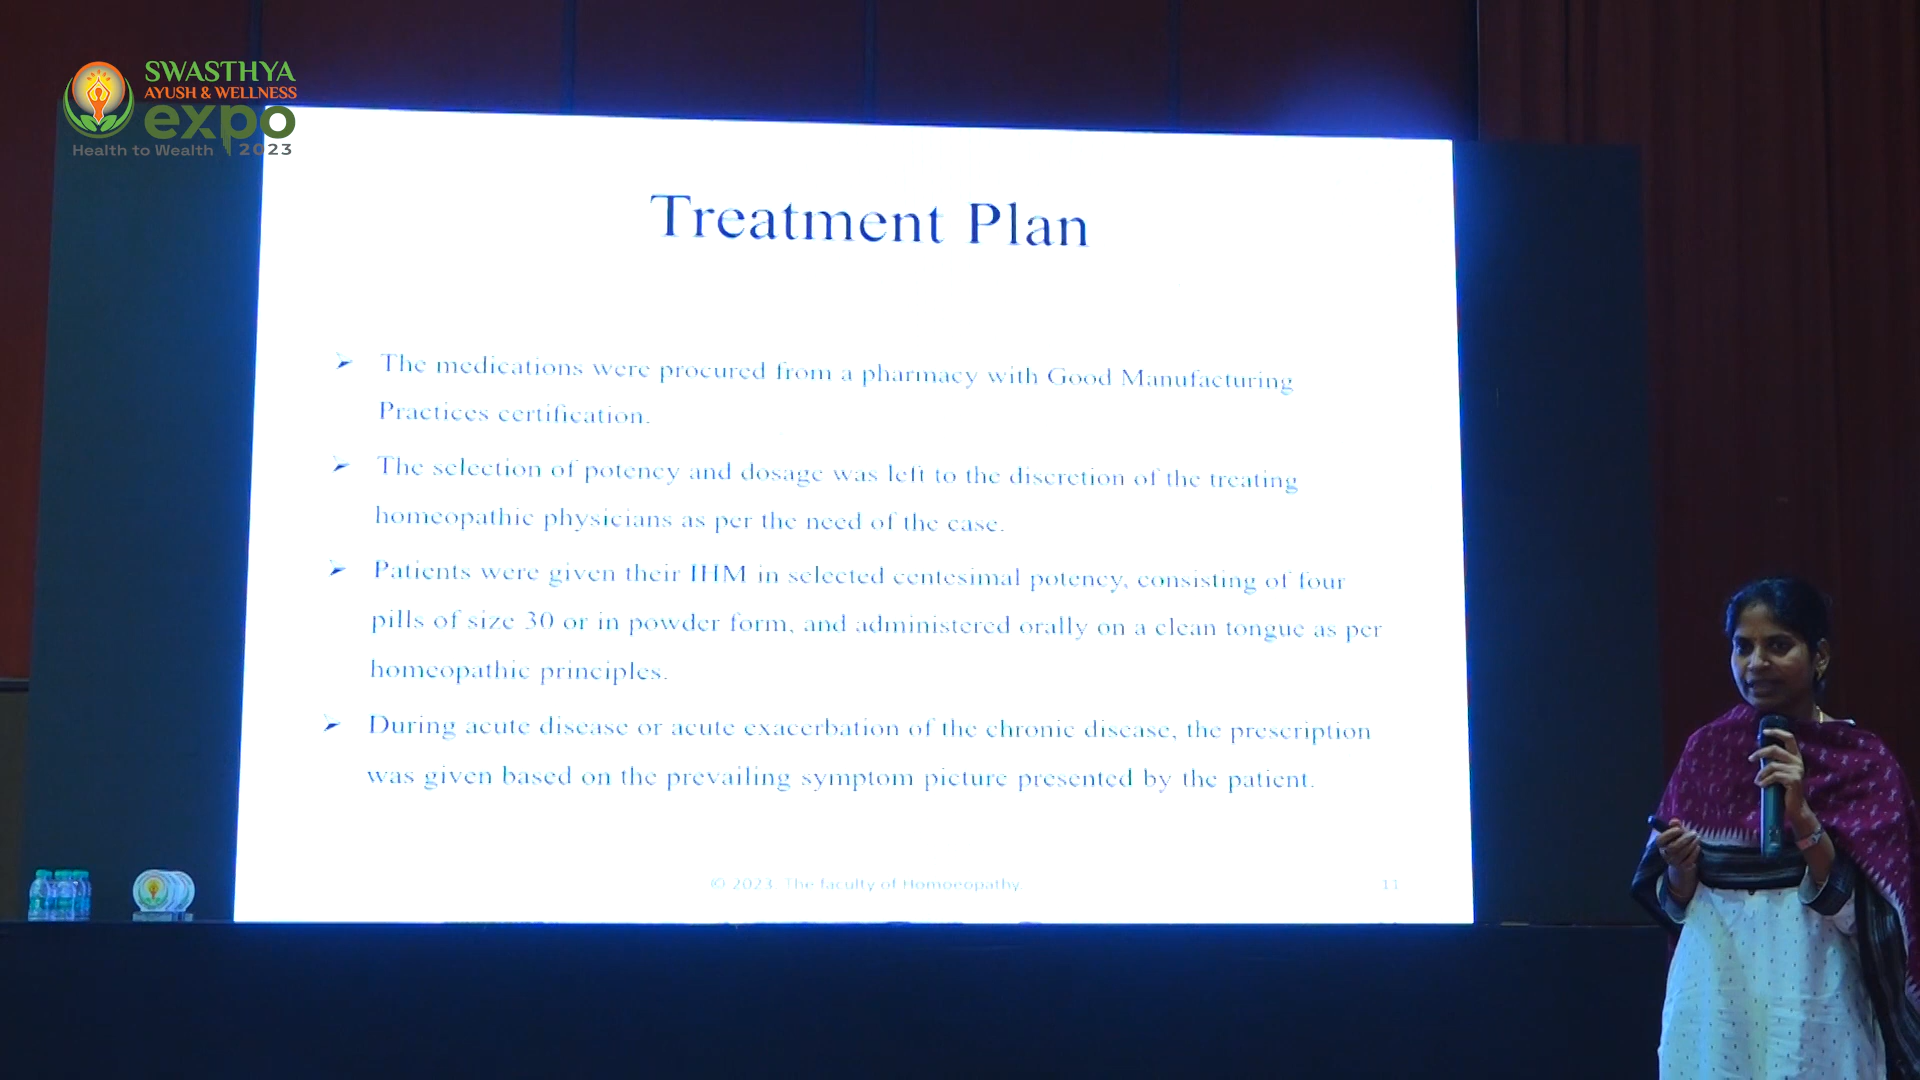 SWASTHYA
AYUSH & WELLNESS
expo
Health to Wealth 2023
Treatment Plan
➢ The medications were procured from a pharmacy with Good Manufacturing
Practices certification.
➢ The selection of potency and dosage was left to the discretion of the treating
homeopathic physicians as per the need of the case.
➢ Patients were given their IHM in selected centesimal potency, consisting of four
pills of size 30 or in powder form, and administered orally on a clean tongue as per
homeopathic principles.
➢ During acute disease or acute exacerbation of the chronic disease, the prescription
was given based on the prevailing symptom picture presented by the patient.
© 2023. The faculty of Homoeopathy. 11